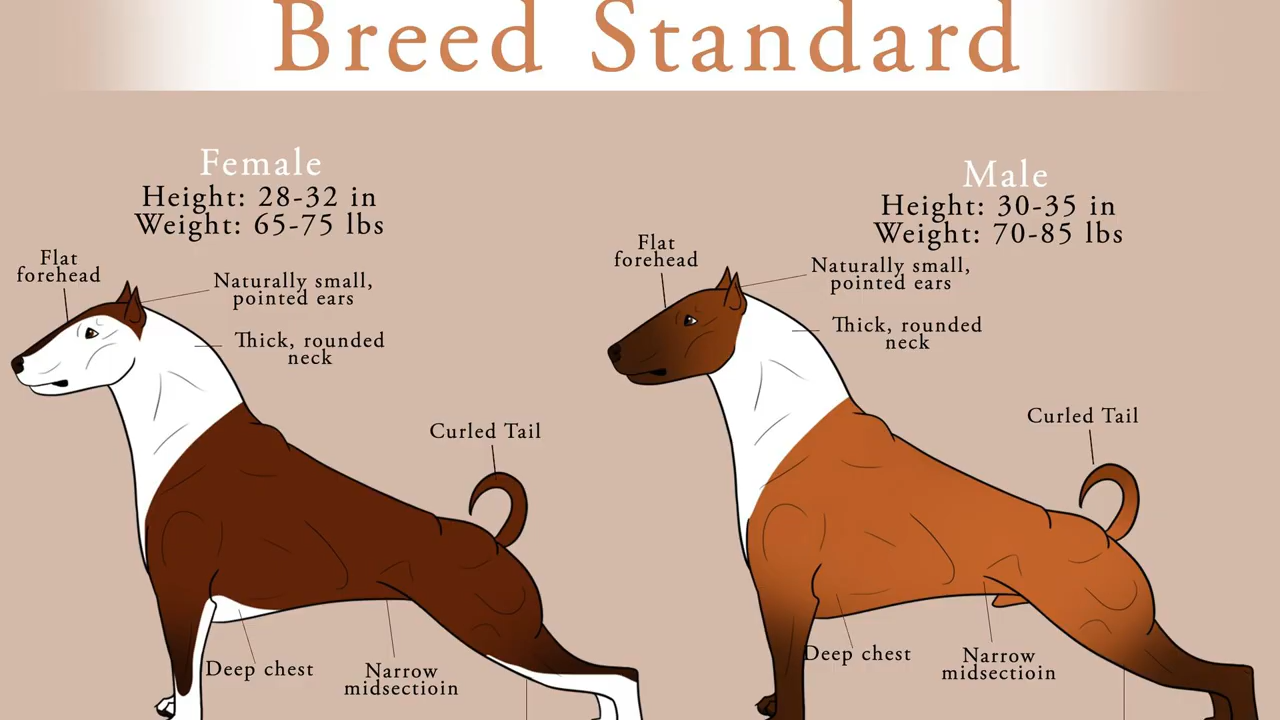 Breed Standard
Female
Height: 28-32 in
Weight: 65-75 lbs
Flat
forehead
Naturally small,
pointed ears
Thick, rounded
neck
Curled Tail
Deep chest
Narrow
midsectioin
Male
Height: 30-35 in
Weight: 70-85 lbs
Flat
forehead
Naturally small,
pointed ears
Thick, rounded
neck
Curled Tail
Deep chest
Narrow
midsectioin